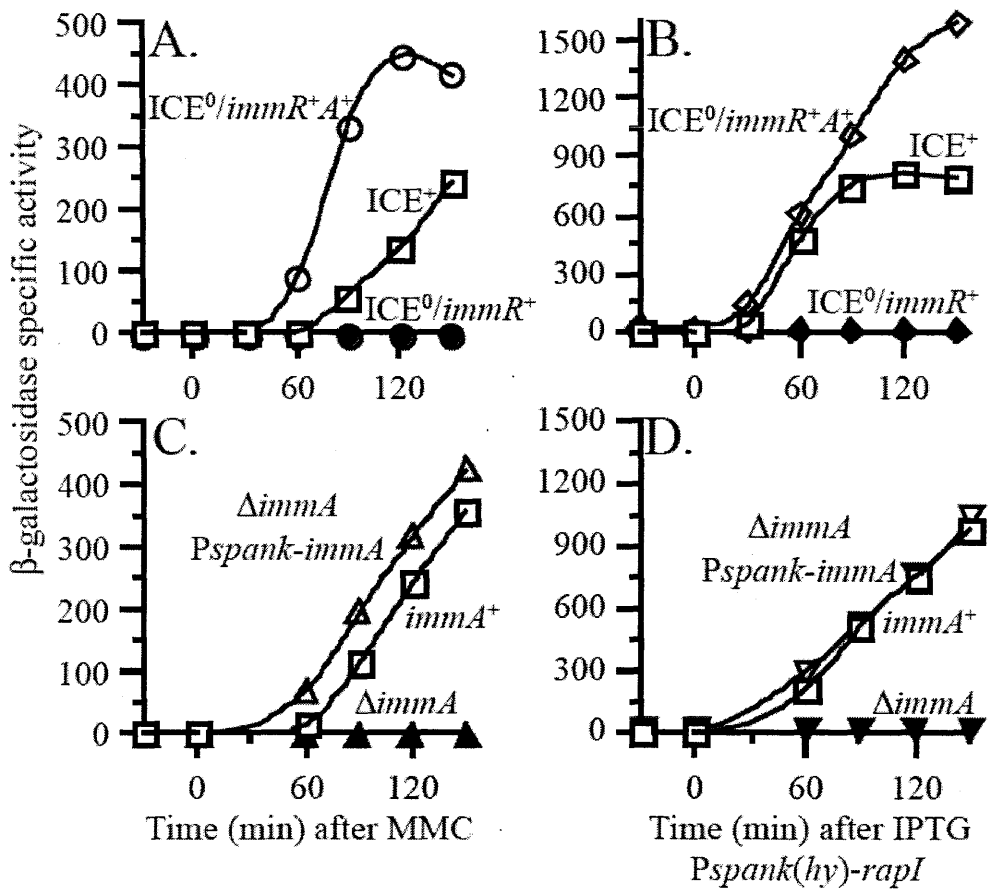 β-galactosidase specific activity
A.
500
400
300
200
100
0
ICE⁰/immR⁺A⁺
ICE⁺
ICE⁰/immR⁺
0 60 120
B.
1500
1200
900
600
300
0
ICE⁰/immR⁺A⁺
ICE⁺
ICE⁰/immR⁺
0 60 120
C.
500
400
300
200
100
0
ΔimmA
Pspank-immA
immA⁺
ΔimmA
0 60 120
Time (min) after MMC
D.
1500
1200
900
600
300
0
ΔimmA
Pspank-immA
immA⁺
ΔimmA
0 60 120
Time (min) after IPTG
Pspank(hy)-rapI